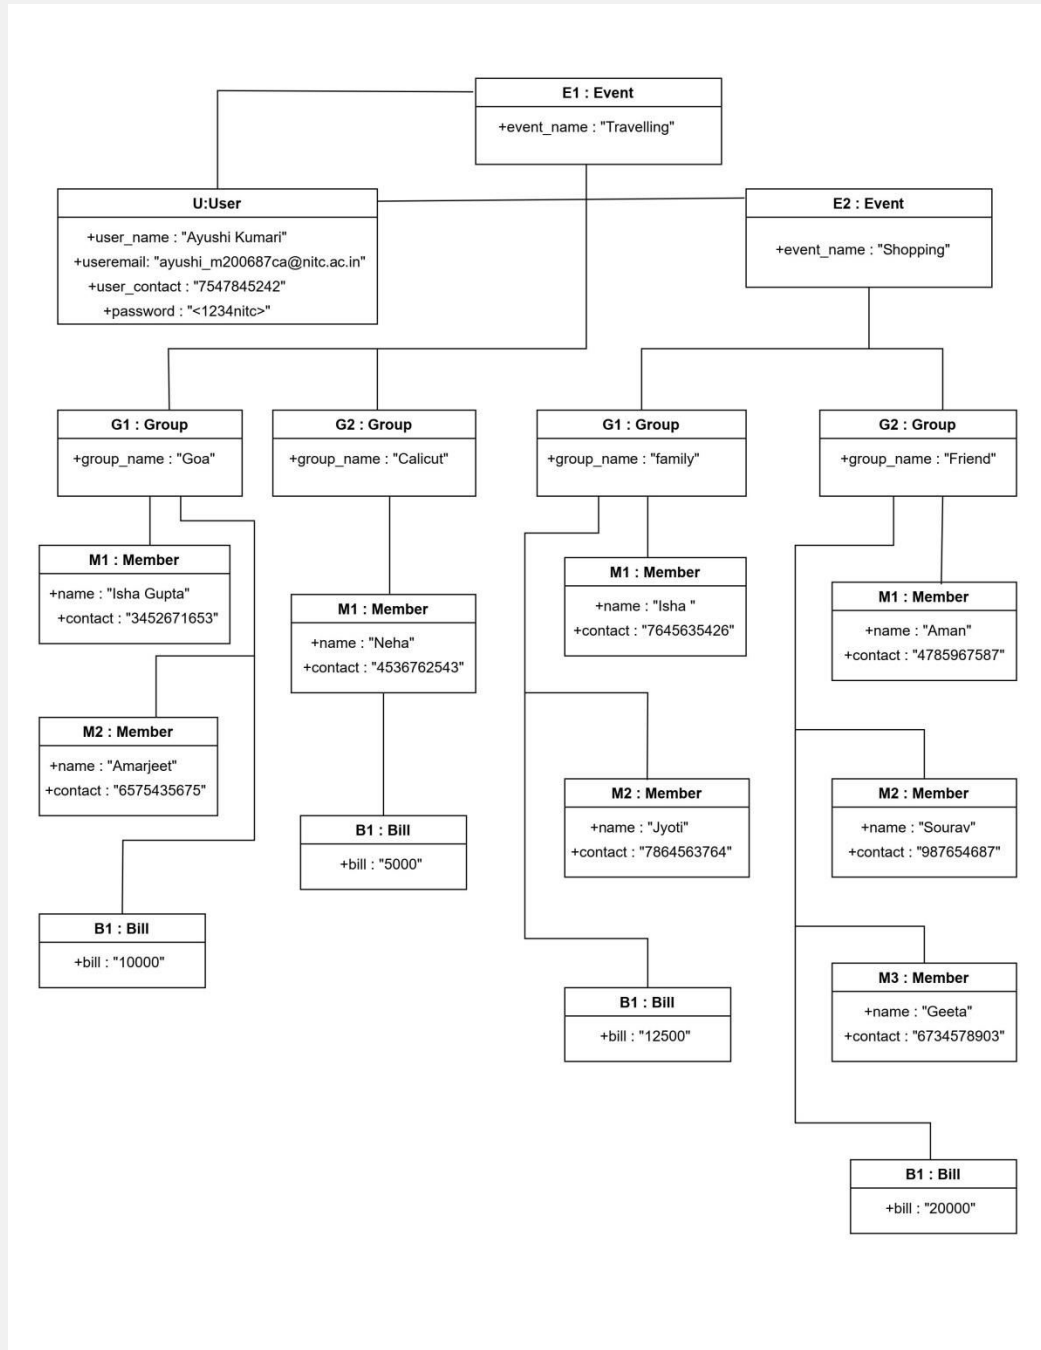 E1 : Event
+event_name : "Travelling"
U:User
+user_name : "Ayushi Kumari"
+useremail: "ayushi_m200687ca@nitc.ac.in"
+user_contact : "7547845242"
+password : "<1234nitc>"
E2 : Event
+event_name : "Shopping"
G1 : Group
+group_name : "Goa"
G2 : Group
+group_name : "Calicut"
G1 : Group
+group_name : "family"
G2 : Group
+group_name : "Friend"
M1 : Member
+name : "Isha Gupta"
+contact : "3452671653"
M1 : Member
+name : "Neha"
+contact : "4536762543"
M1 : Member
+name : "Isha "
+contact : "7645635426"
M1 : Member
+name : "Aman"
+contact : "4785967587"
M2 : Member
+name : "Amarjeet"
+contact : "6575435675"
B1 : Bill
+bill : "5000"
M2 : Member
+name : "Jyoti"
+contact : "7864563764"
M2 : Member
+name : "Sourav"
+contact : "987654687"
B1 : Bill
+bill : "10000"
B1 : Bill
+bill : "12500"
M3 : Member
+name : "Geeta"
+contact : "6734578903"
B1 : Bill
+bill : "20000"